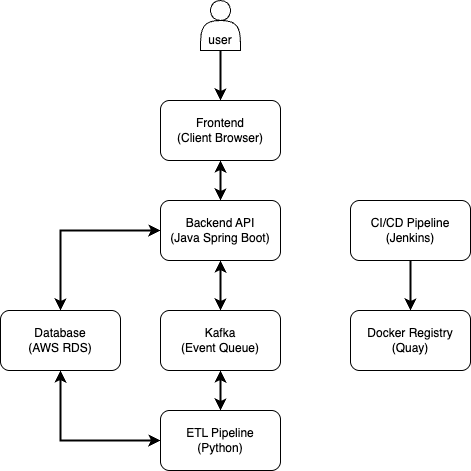 user
Frontend
(Client Browser)
Backend API
(Java Spring Boot)
CI/CD Pipeline
(Jenkins)
Database
(AWS RDS)
Kafka
(Event Queue)
Docker Registry
(Quay)
ETL Pipeline
(Python)